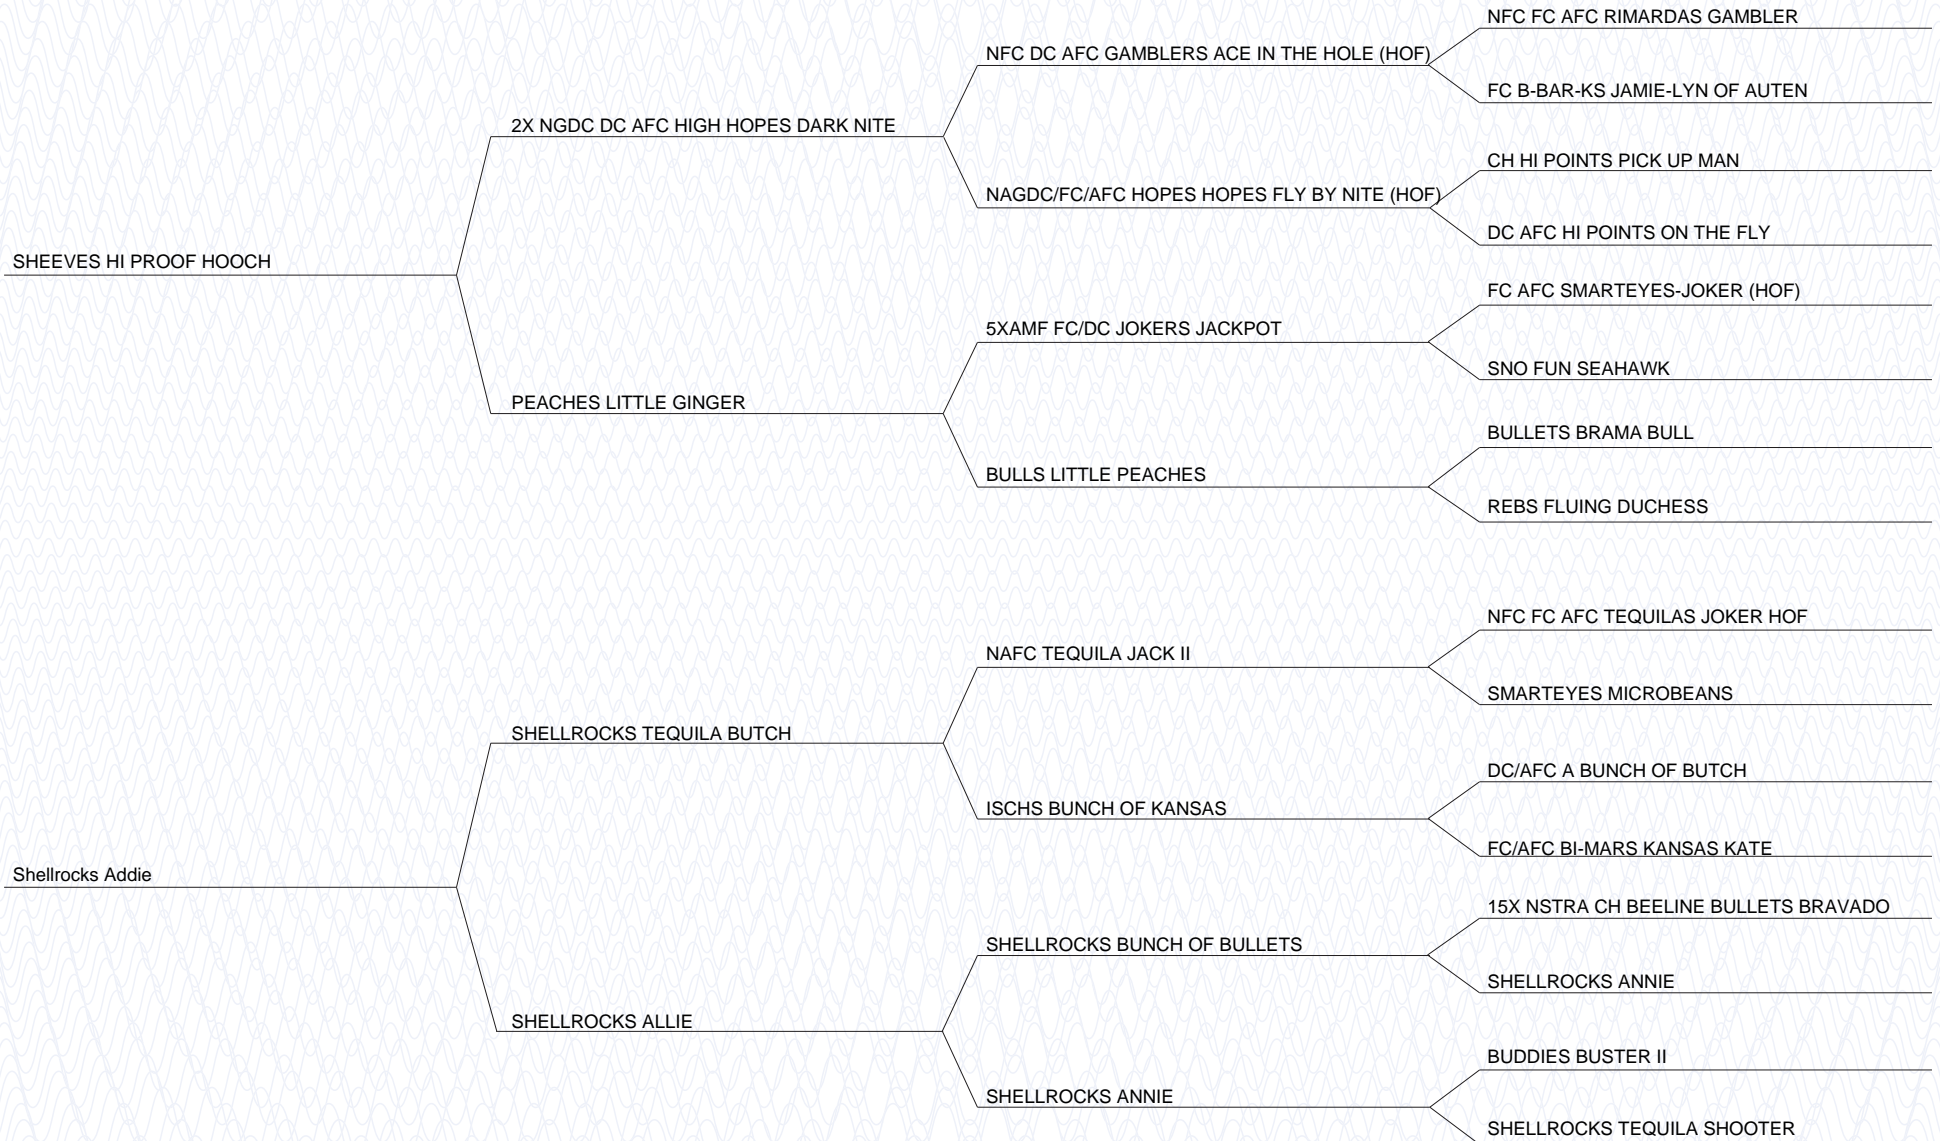 NFC FC AFC RIMARDAS GAMBLER
NFC DC AFC GAMBLERS ACE IN THE HOLE (HOF)
FC B-BAR-KS JAMIE-LYN OF AUTEN
2X NGDC DC AFC HIGH HOPES DARK NITE
CH HI POINTS PICK UP MAN
NAGDC/FC/AFC HOPES HOPES FLY BY NITE (HOF)
DC AFC HI POINTS ON THE FLY
SHEEVES HI PROOF HOOCH
FC AFC SMARTEYES-JOKER (HOF)
5XAMF FC/DC JOKERS JACKPOT
SNO FUN SEAHAWK
PEACHES LITTLE GINGER
BULLETS BRAMA BULL
BULLS LITTLE PEACHES
REBS FLUING DUCHESS
NFC FC AFC TEQUILAS JOKER HOF
NAFC TEQUILA JACK II
SMARTEYES MICROBEANS
SHELLROCKS TEQUILA BUTCH
DC/AFC A BUNCH OF BUTCH
ISCHS BUNCH OF KANSAS
FC/AFC BI-MARS KANSAS KATE
Shellrocks Addie
15X NSTRA CH BEELINE BULLETS BRAVADO
SHELLROCKS BUNCH OF BULLETS
SHELLROCKS ANNIE
SHELLROCKS ALLIE
BUDDIES BUSTER II
SHELLROCKS ANNIE
SHELLROCKS TEQUILA SHOOTER